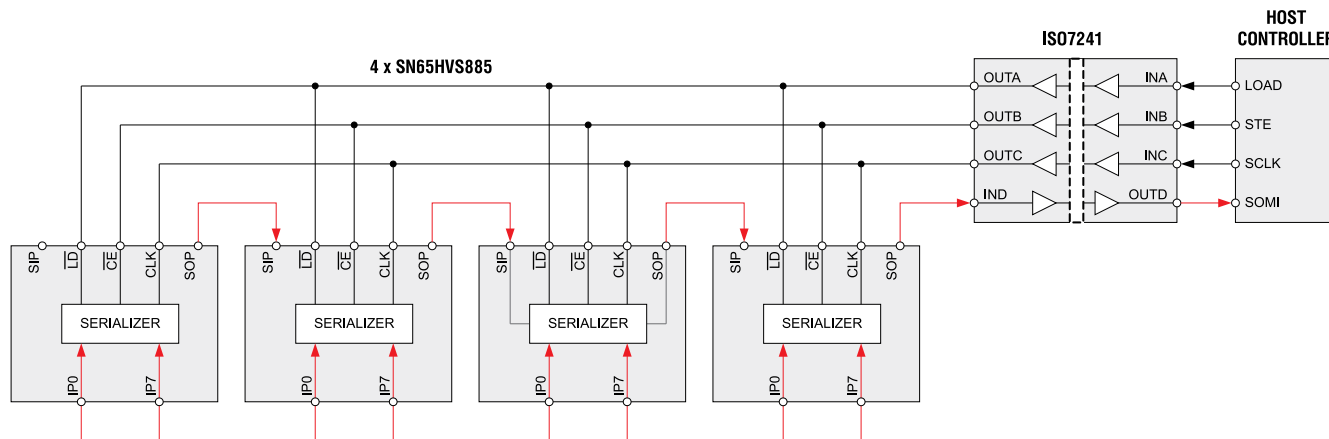 HOST
CONTROLLER
ISO7241
4 x SN65HVS885
OUTA INA LOAD
OUTB INB STE
OUTC INC SCLK
IND OUTD SOMI
SIP LD CE CLK SOP SIP LD CE CLK SOP SIP LD CE CLK SOP SIP LD CE CLK SOP
SERIALIZER SERIALIZER SERIALIZER SERIALIZER
IP0 IP7 IP0 IP7 IP0 IP7 IP0 IP7